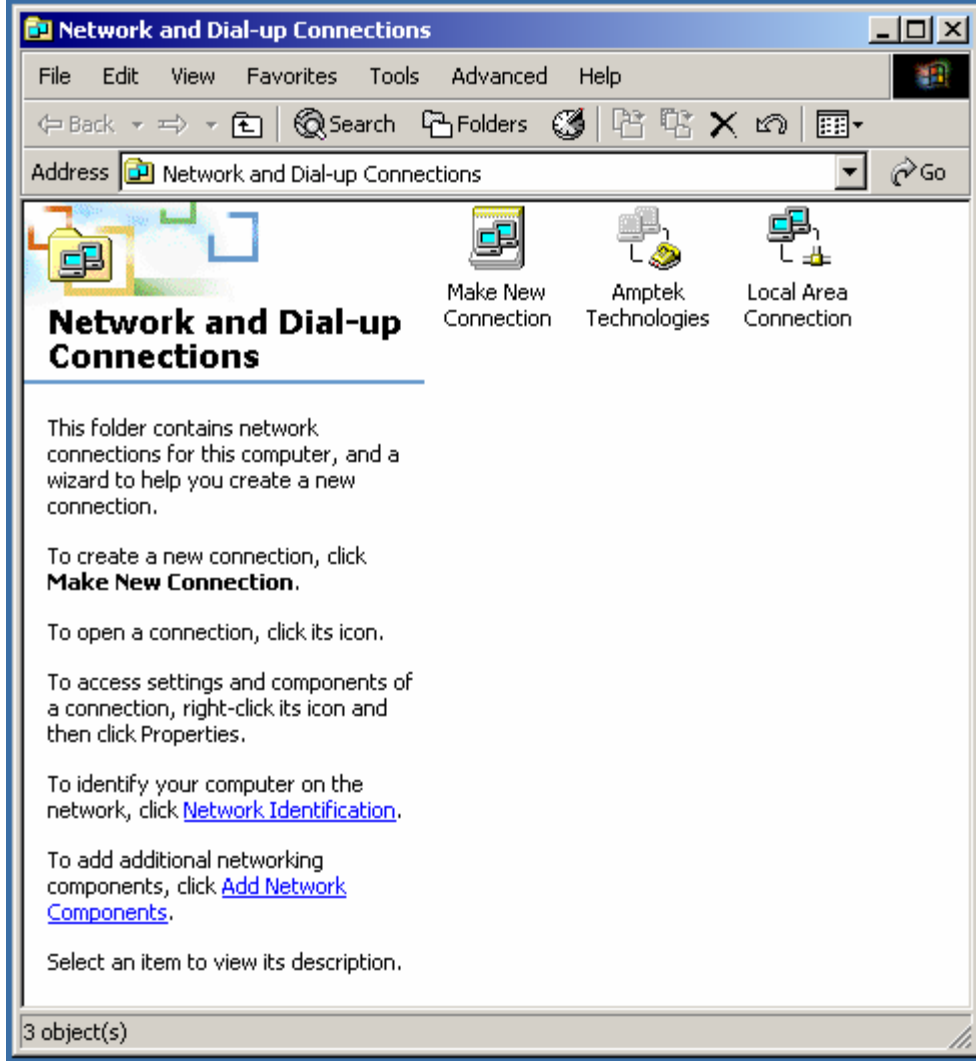 Network and Dial-up Connections
File Edit View Favorites Tools Advanced Help
Back Search Folders
Address Network and Dial-up Connections Go
Make New
Connection
Amptek
Technologies
Local Area
Connection
Network and Dial-up
Connections
This folder contains network
connections for this computer, and a
wizard to help you create a new
connection.
To create a new connection, click
Make New Connection.
To open a connection, click its icon.
To access settings and components of
a connection, right-click its icon and
then click Properties.
To identify your computer on the
network, click Network Identification.
To add additional networking
components, click Add Network
Components.
Select an item to view its description.
3 object(s)